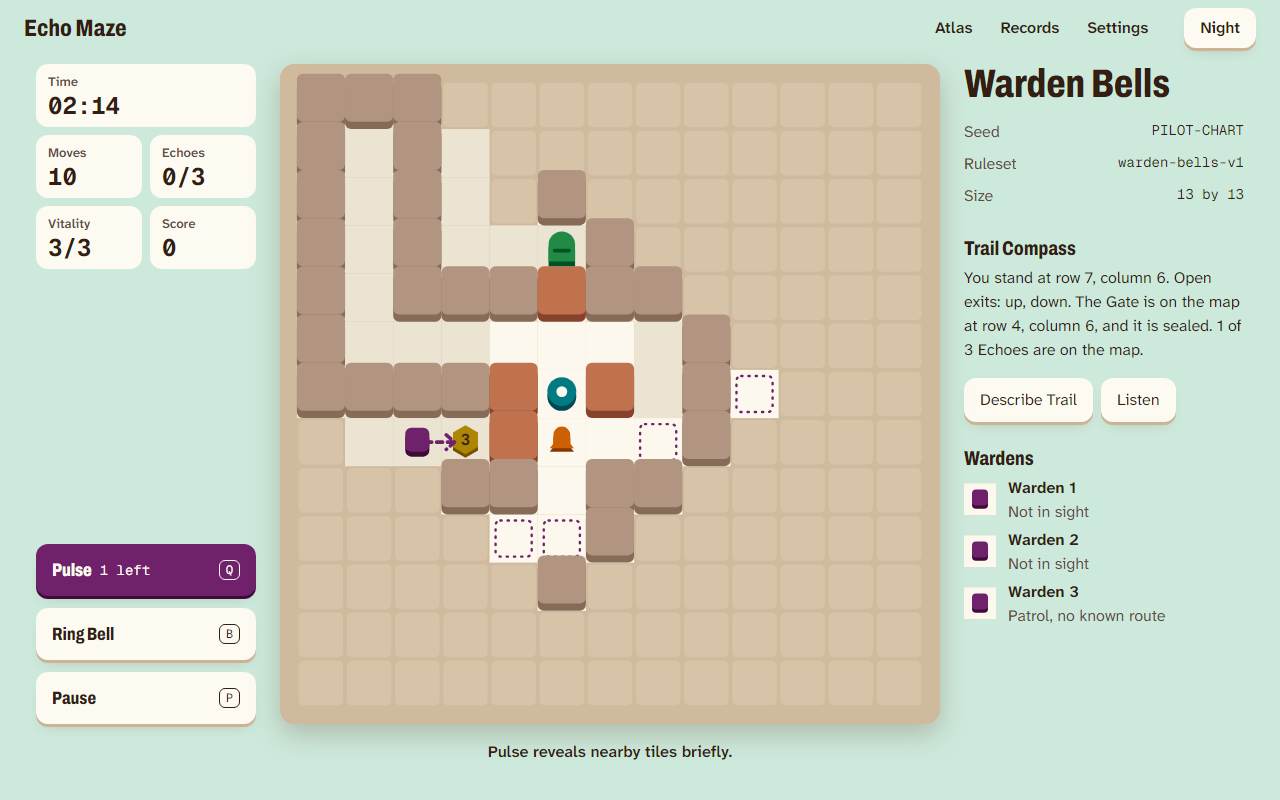 Echo Maze
Atlas
Records
Settings
Night
Time
02:14
Moves
10
Echoes
0/3
Vitality
3/3
Score
0
Pulse 1 left Q
Ring Bell B
Pause P
3
Pulse reveals nearby tiles briefly.
Warden Bells
Seed PILOT-CHART
Ruleset warden-bells-v1
Size 13 by 13
Trail Compass
You stand at row 7, column 6. Open
exits: up, down. The Gate is on the map
at row 4, column 6, and it is sealed. 1 of
3 Echoes are on the map.
Describe Trail
Listen
Wardens
Warden 1
Not in sight
Warden 2
Not in sight
Warden 3
Patrol, no known route